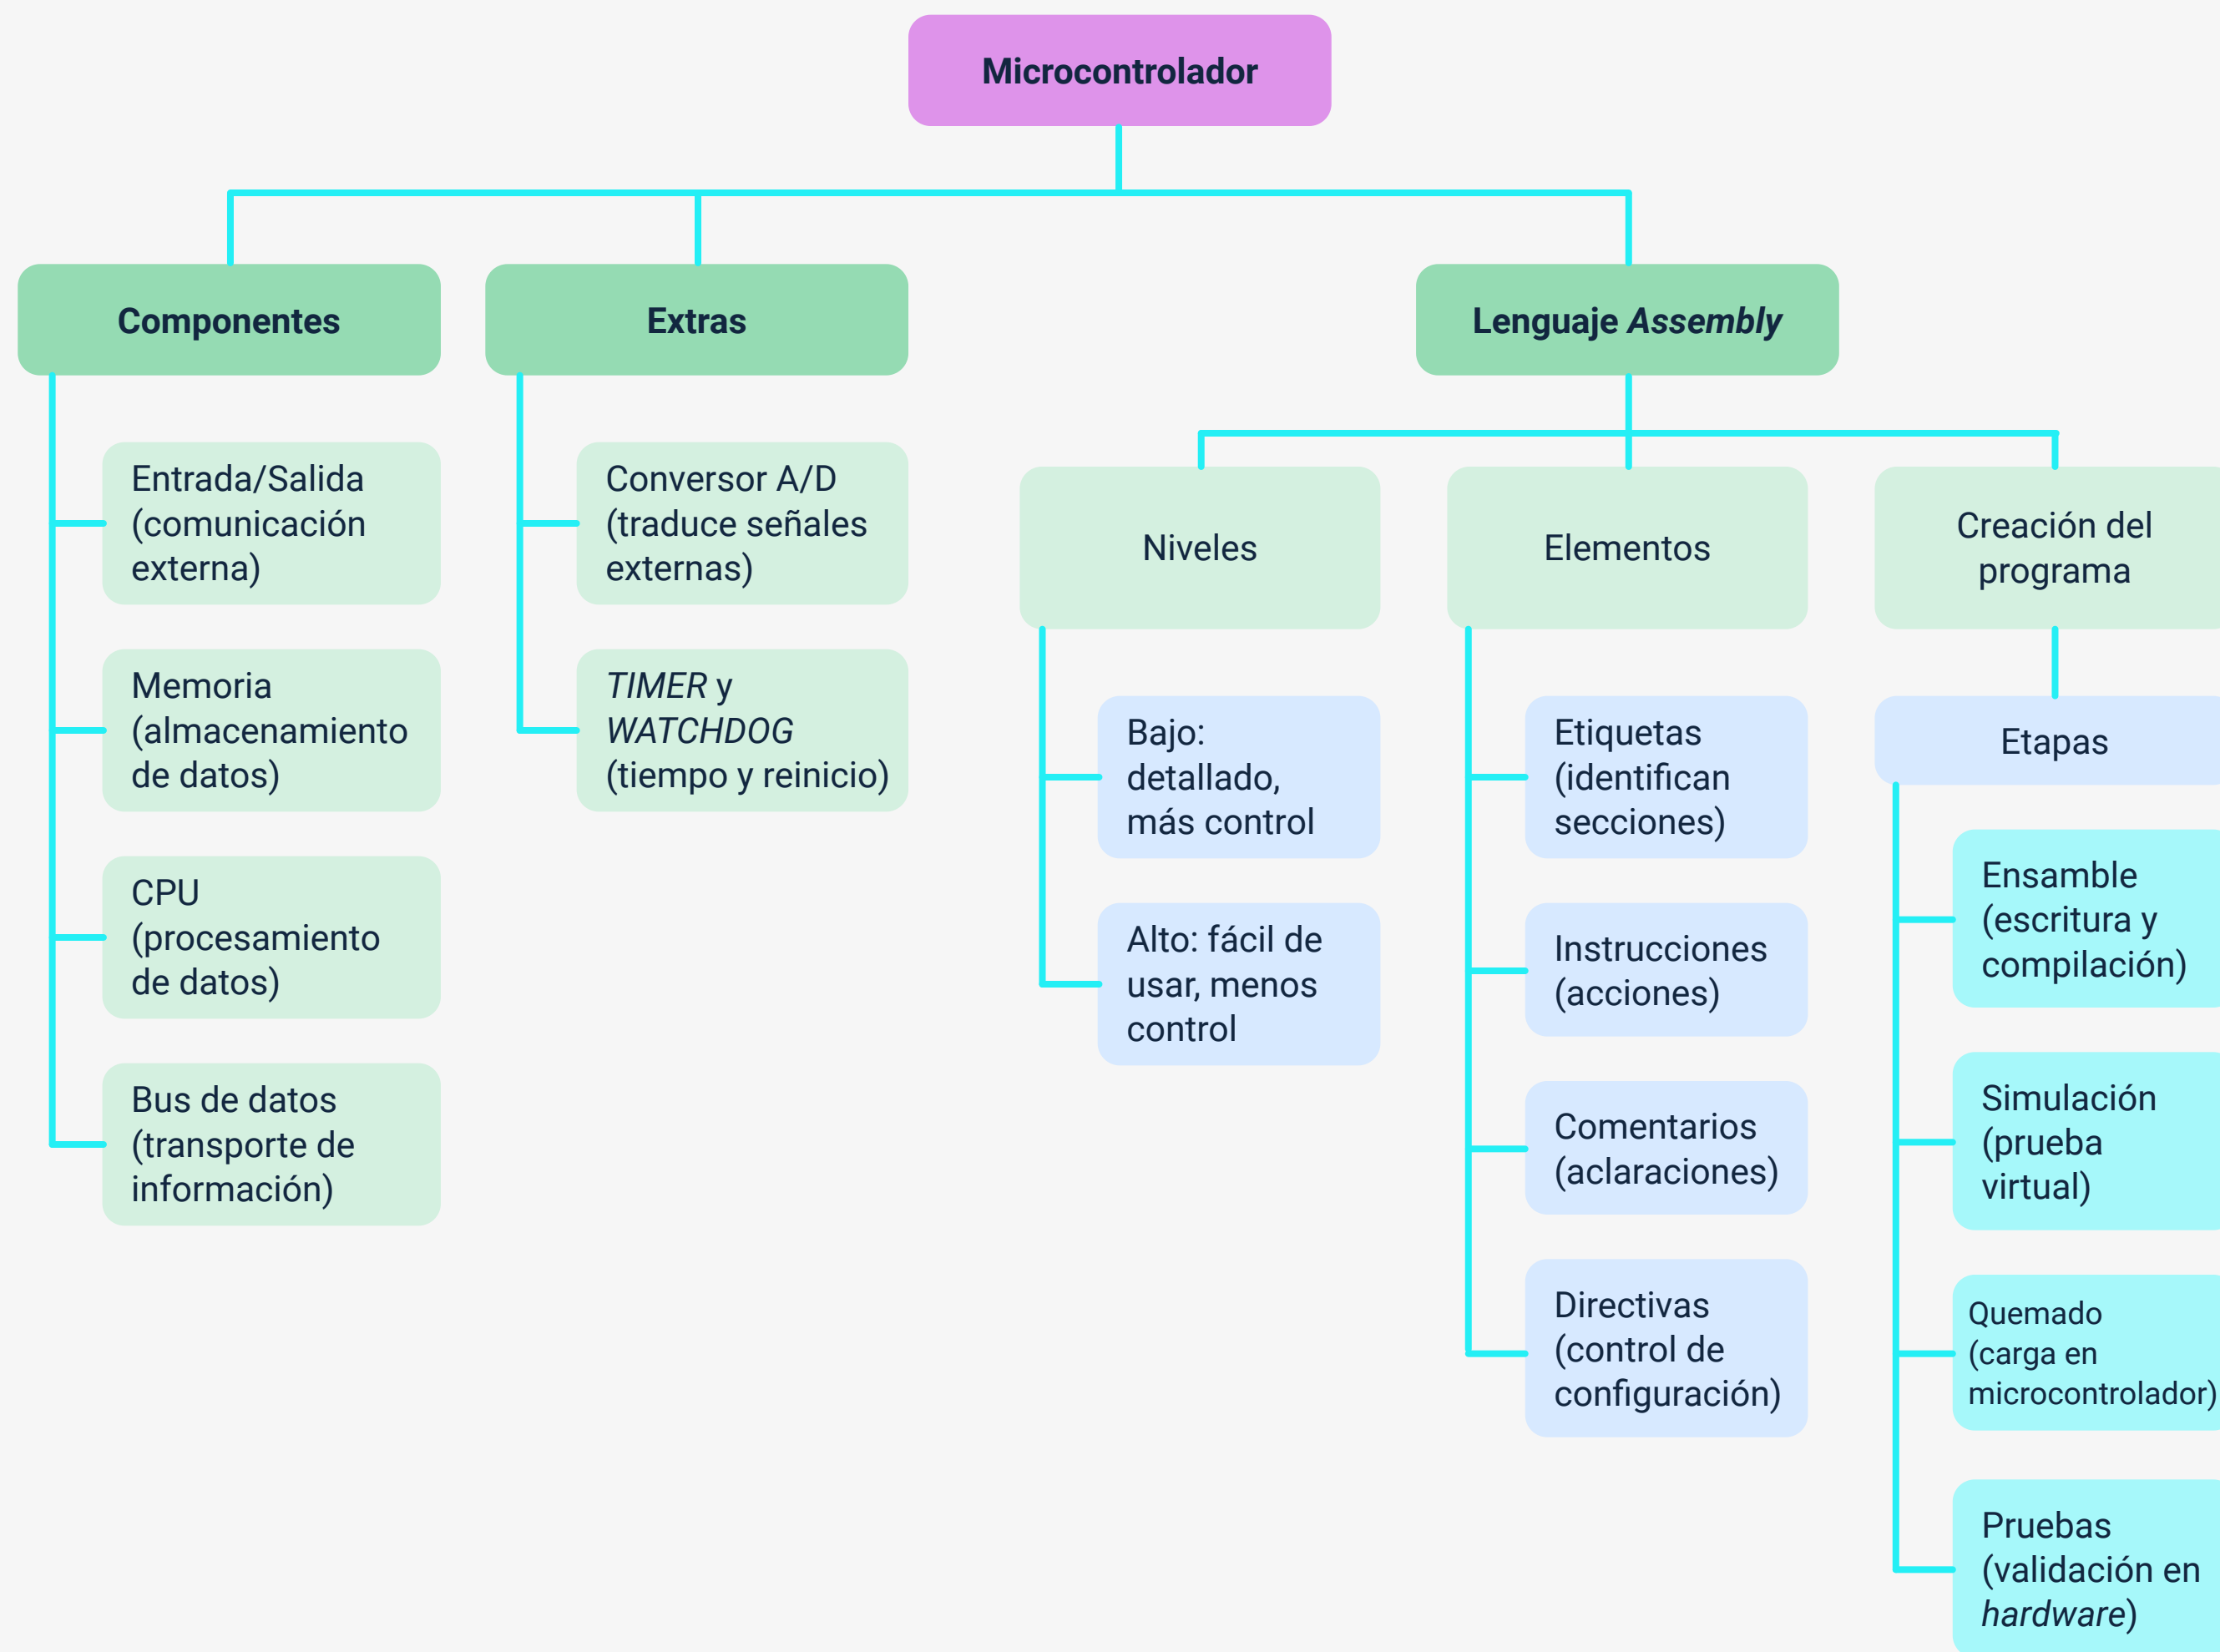 Microcontrolador
Componentes
Entrada/Salida
(comunicación
externa)
Memoria
(almacenamiento
de datos)
CPU
(procesamiento
de datos)
Bus de datos
(transporte de
información)
Extras
Conversor A/D
(traduce señales
externas)
TIMER y
WATCHDOG
(tiempo y reinicio)
Lenguaje Assembly
Niveles
Bajo:
detallado,
más control
Alto: fácil de
usar, menos
control
Elementos
Etiquetas
(identifican
secciones)
Instrucciones
(acciones)
Comentarios
(aclaraciones)
Directivas
(control de
configuración)
Creación del
programa
Etapas
Ensamble
(escritura y
compilación)
Simulación
(prueba
virtual)
Quemado
(carga en
microcontrolador)
Pruebas
(validación en
hardware)